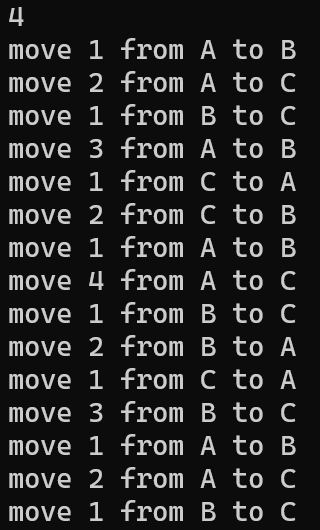 4
move 1 from A to B
move 2 from A to C
move 1 from B to C
move 3 from A to B
move 1 from C to A
move 2 from C to B
move 1 from A to B
move 4 from A to C
move 1 from B to C
move 2 from B to A
move 1 from C to A
move 3 from B to C
move 1 from A to B
move 2 from A to C
move 1 from B to C